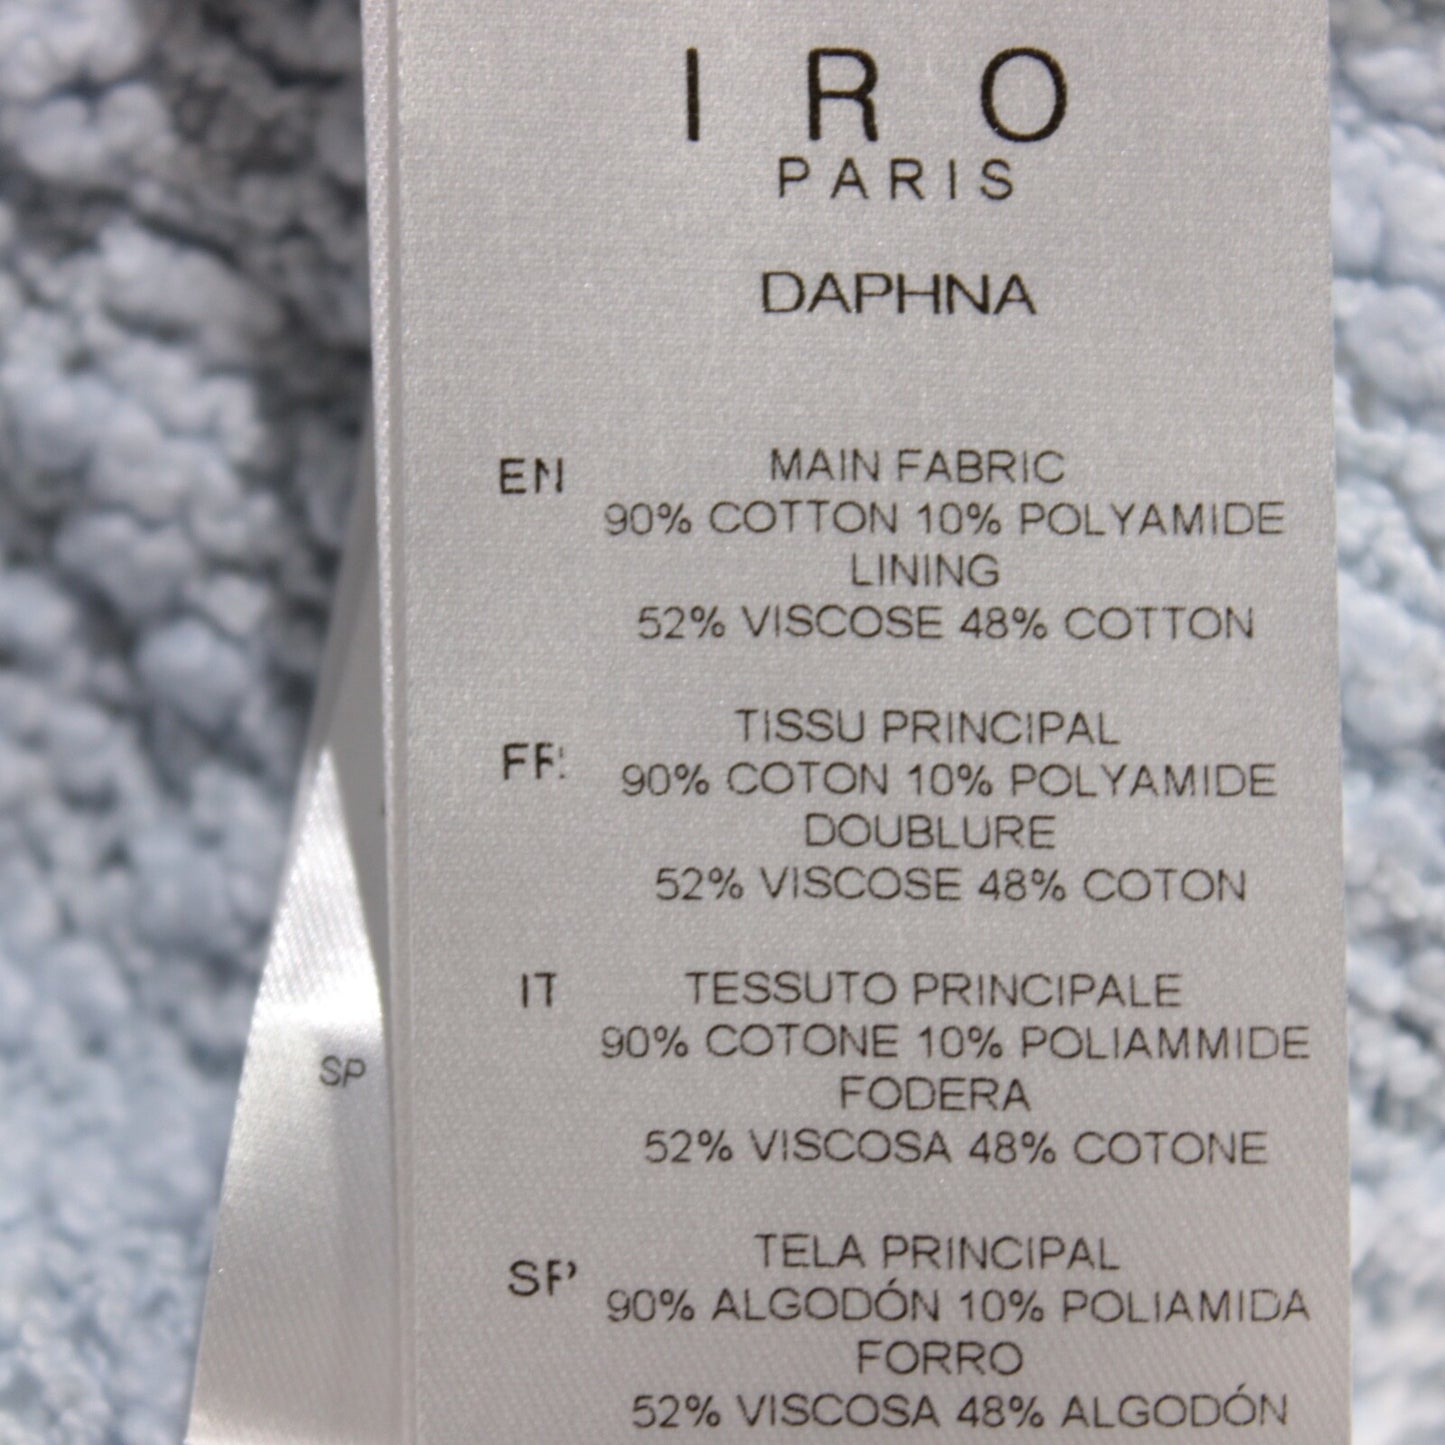 IRO
PARIS
DAPHNA
EN
MAIN FABRIC
90% COTTON 10% POLYAMIDE
LINING
52% VISCOSE 48% COTTON
FR
TISSU PRINCIPAL
90% COTON 10% POLYAMIDE
DOUBLURE
52% VISCOSE 48% COTON
IT
TESSUTO PRINCIPALE
90% COTONE 10% POLIAMMIDE
FODERA
52% VISCOSA 48% COTONE
SP
TELA PRINCIPAL
90% ALGODÓN 10% POLIAMIDA
FORRO
52% VISCOSA 48% ALGODÓN
SP